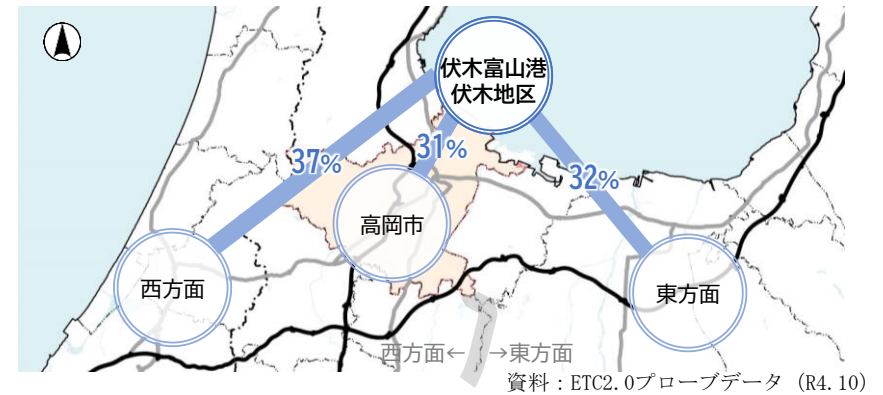 伏木富山港
伏木地区
37%
31%
32%
高岡市
西方面
東方面
西方面← →東方面
資料：ETC2.0プローブデータ（R4.10）